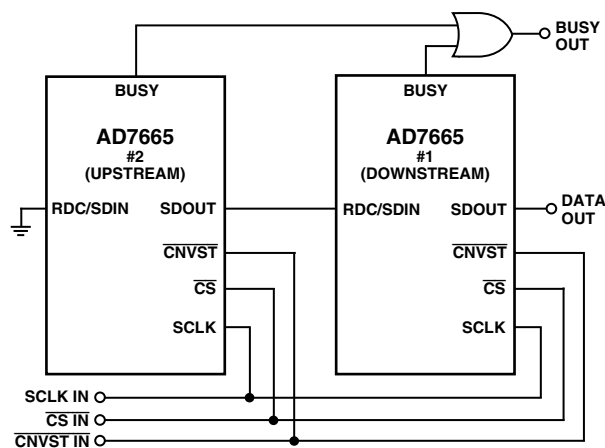 BUSY
OUT
BUSY
BUSY
AD7665
#2
(UPSTREAM)
AD7665
#1
(DOWNSTREAM)
RDC/SDIN
SDOUT
RDC/SDIN
SDOUT
DATA
OUT
CNVST
CNVST
CS
CS
SCLK
SCLK
SCLK IN
CS IN
CNVST IN